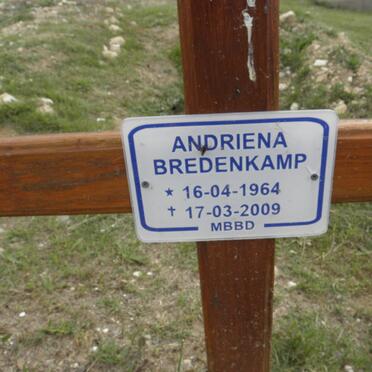 ANDRIENA
BREDENKAMP
* 16-04-1964
† 17-03-2009
MBBD